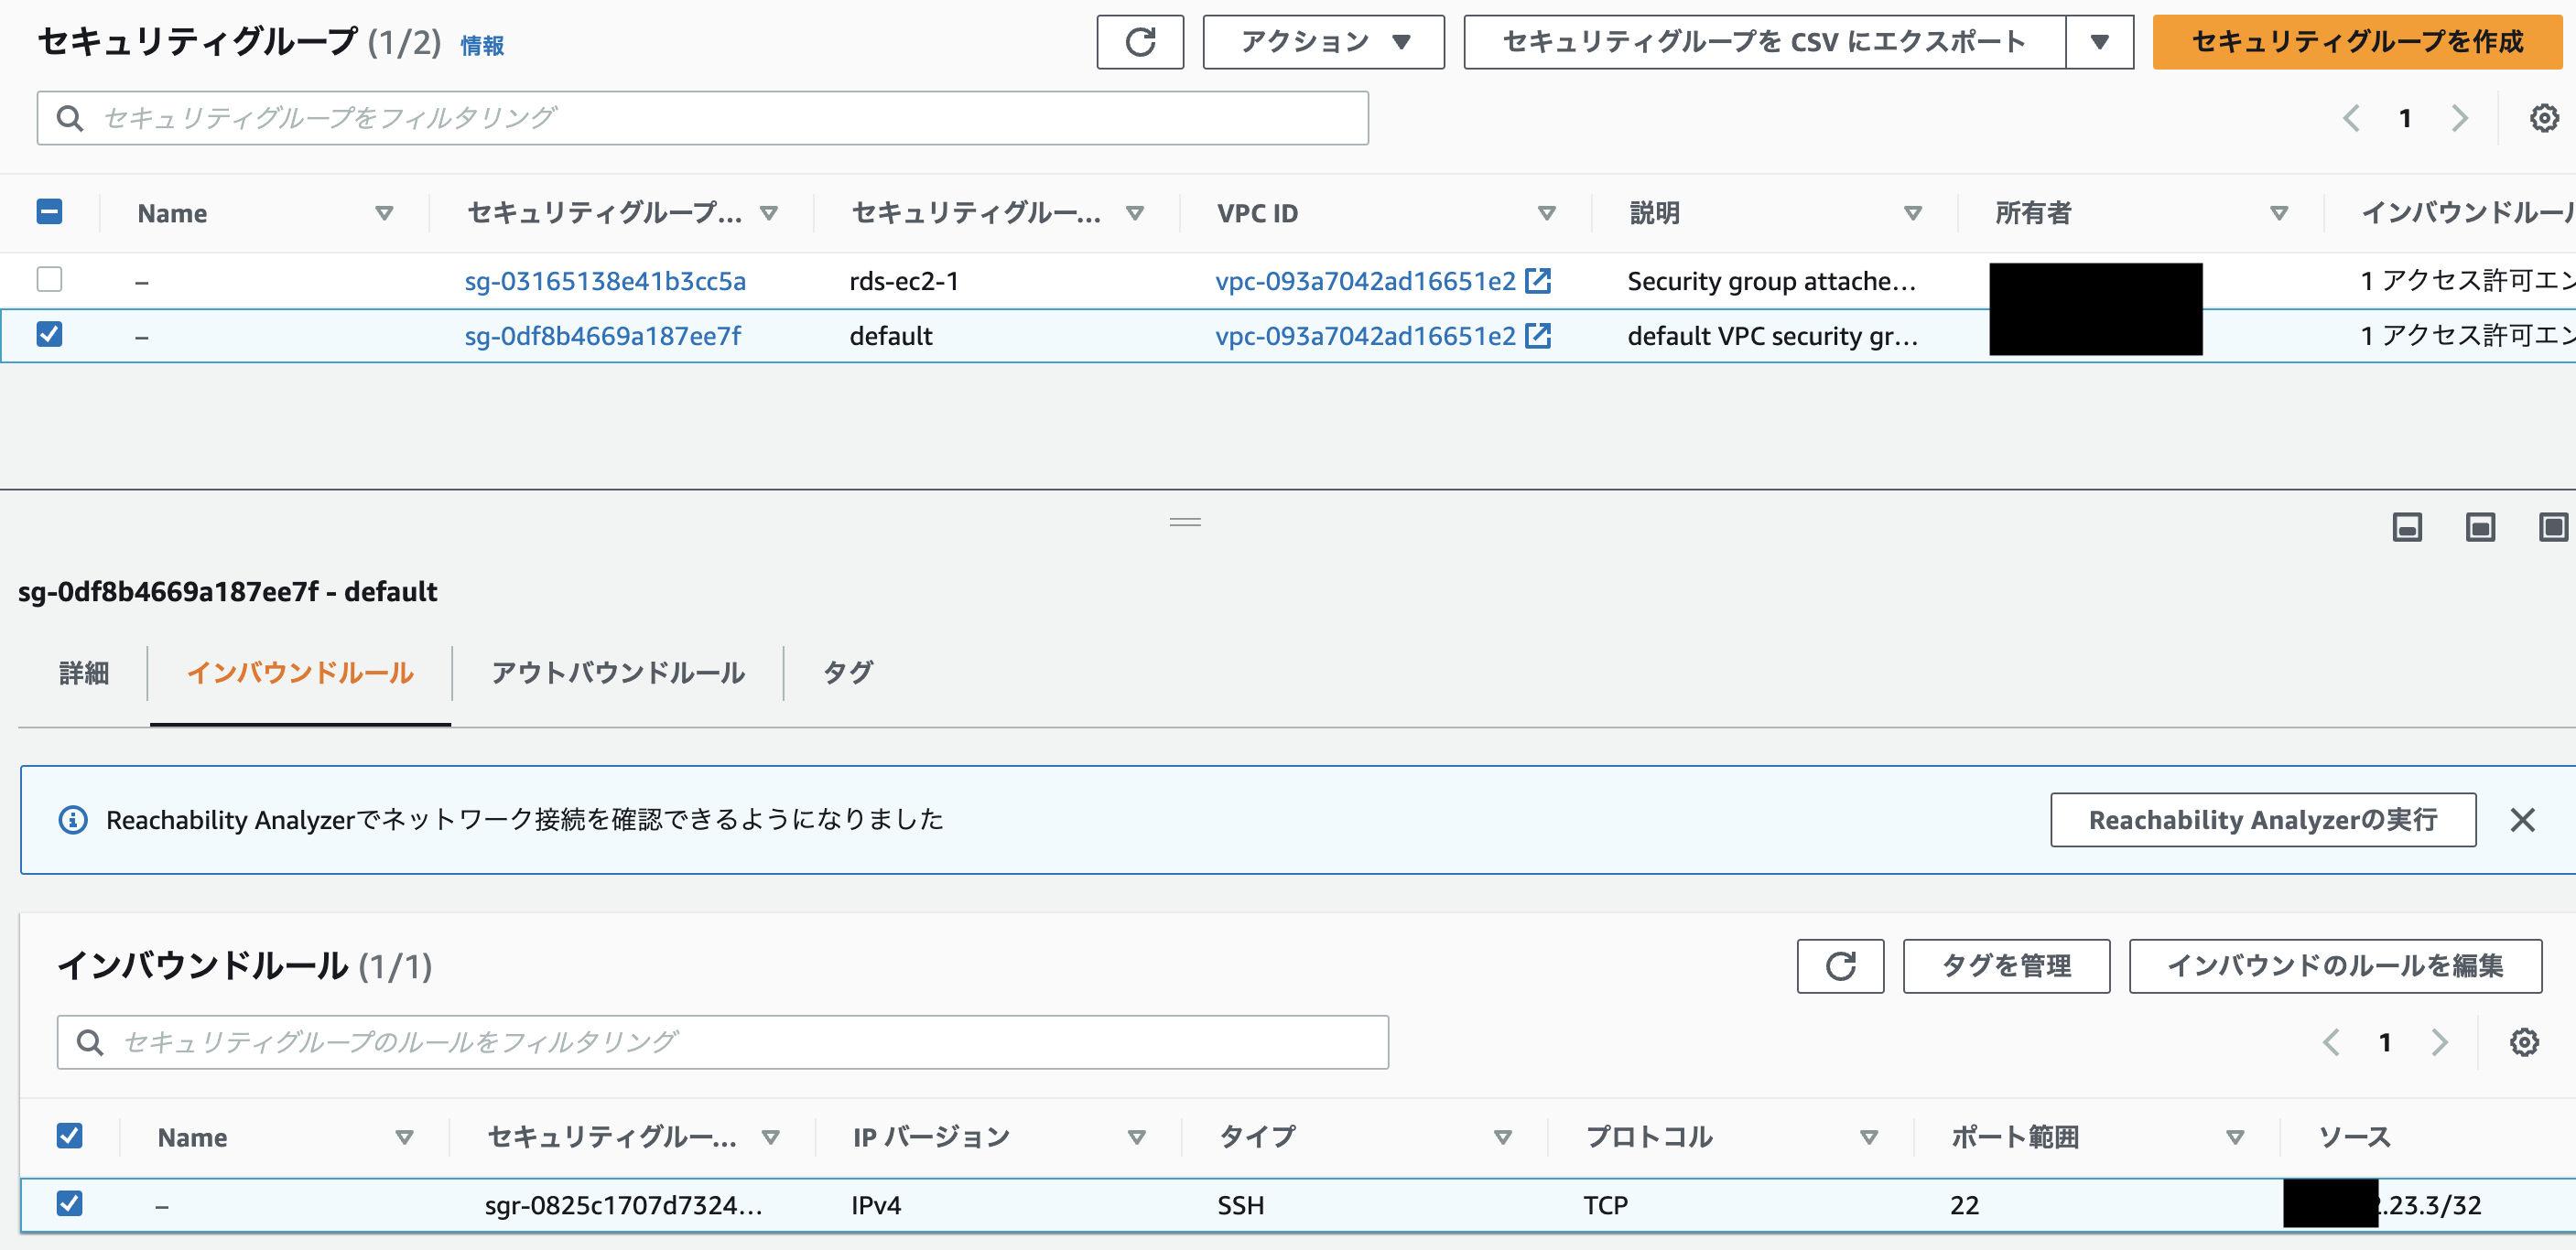 セキュリティグループ (1/2) 情報
アクション
セキュリティグループを CSV にエクスポート
セキュリティグループを作成
セキュリティグループをフィルタリング
1
Name セキュリティグループ... セキュリティグルー... VPC ID 説明 所有者 インバウンドルール
– sg-03165138e41b3cc5a rds-ec2-1 vpc-093a7042ad16651e2 Security group attache... 1 アクセス許可エン
– sg-0df8b4669a187ee7f default vpc-093a7042ad16651e2 default VPC security gr... 1 アクセス許可エン
sg-0df8b4669a187ee7f - default
詳細 インバウンドルール アウトバウンドルール タグ
Reachability Analyzerでネットワーク接続を確認できるようになりました
Reachability Analyzerの実行
インバウンドルール (1/1)
タグを管理
インバウンドのルールを編集
セキュリティグループのルールをフィルタリング
1
Name セキュリティグルー... IP バージョン タイプ プロトコル ポート範囲 ソース
– sgr-0825c1707d7324... IPv4 SSH TCP 22 .23.3/32